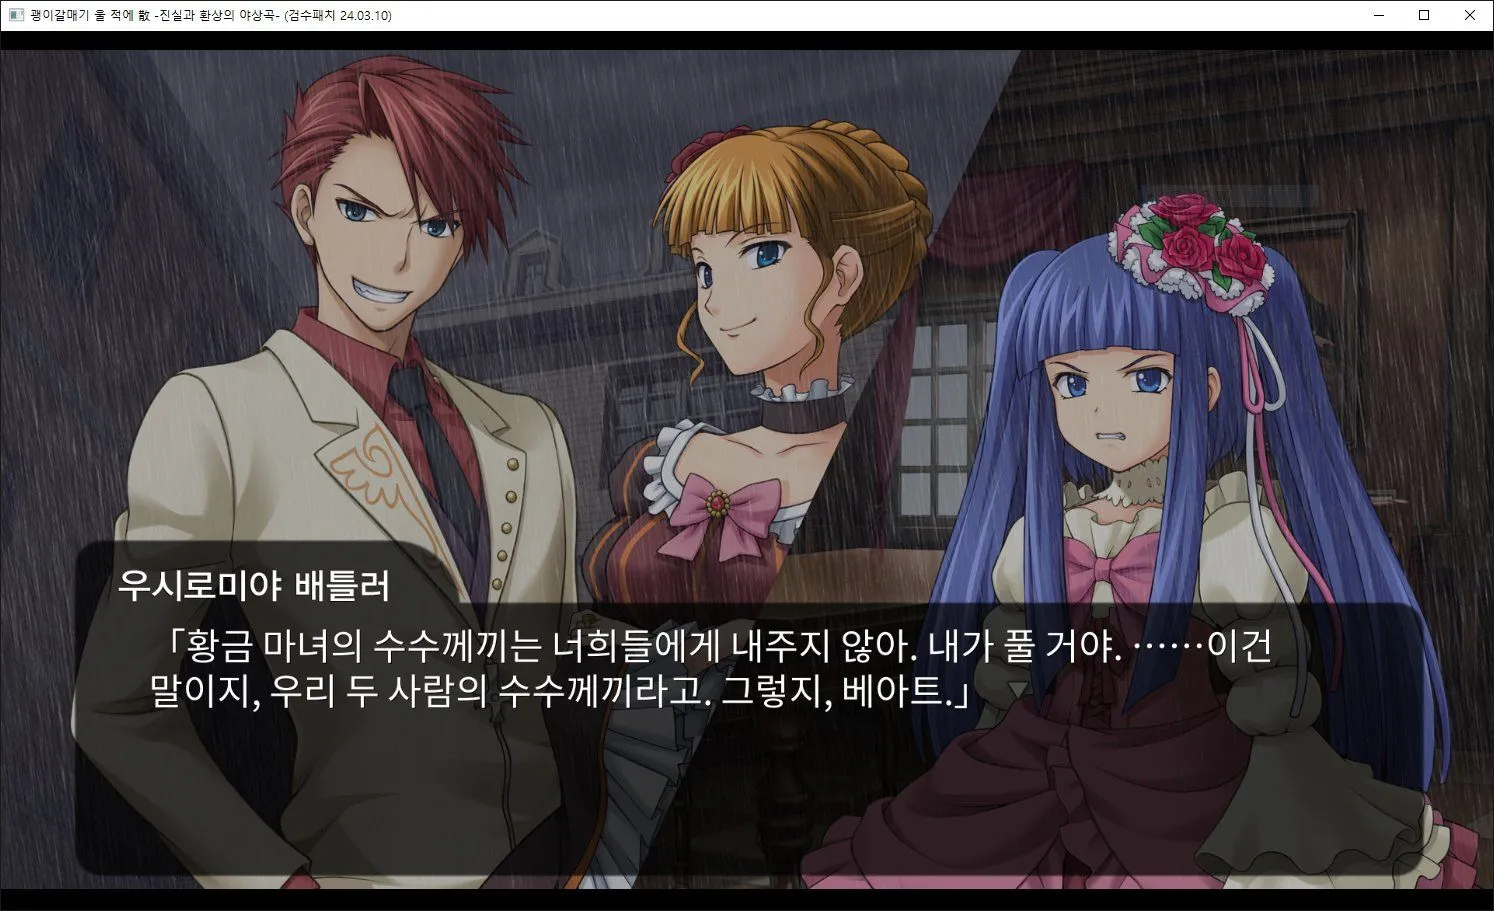 괭이갈매기 울 적에 散 -진실과 환상의 야상곡- (검수패치 24.03.10)
우시로미야 배틀러
「황금 마녀의 수수께끼는 너희들에게 내주지 않아. 내가 풀 거야. ……이건
말이지, 우리 두 사람의 수수께끼라고. 그렇지, 베아트.」